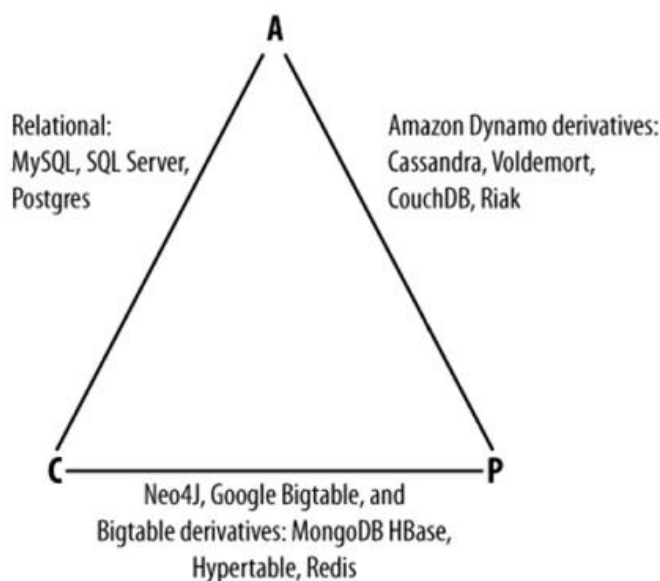 A
Relational:
MySQL, SQL Server,
Postgres
Amazon Dynamo derivatives:
Cassandra, Voldemort,
CouchDB, Riak
C
P
Neo4J, Google Bigtable, and
Bigtable derivatives: MongoDB HBase,
Hypertable, Redis